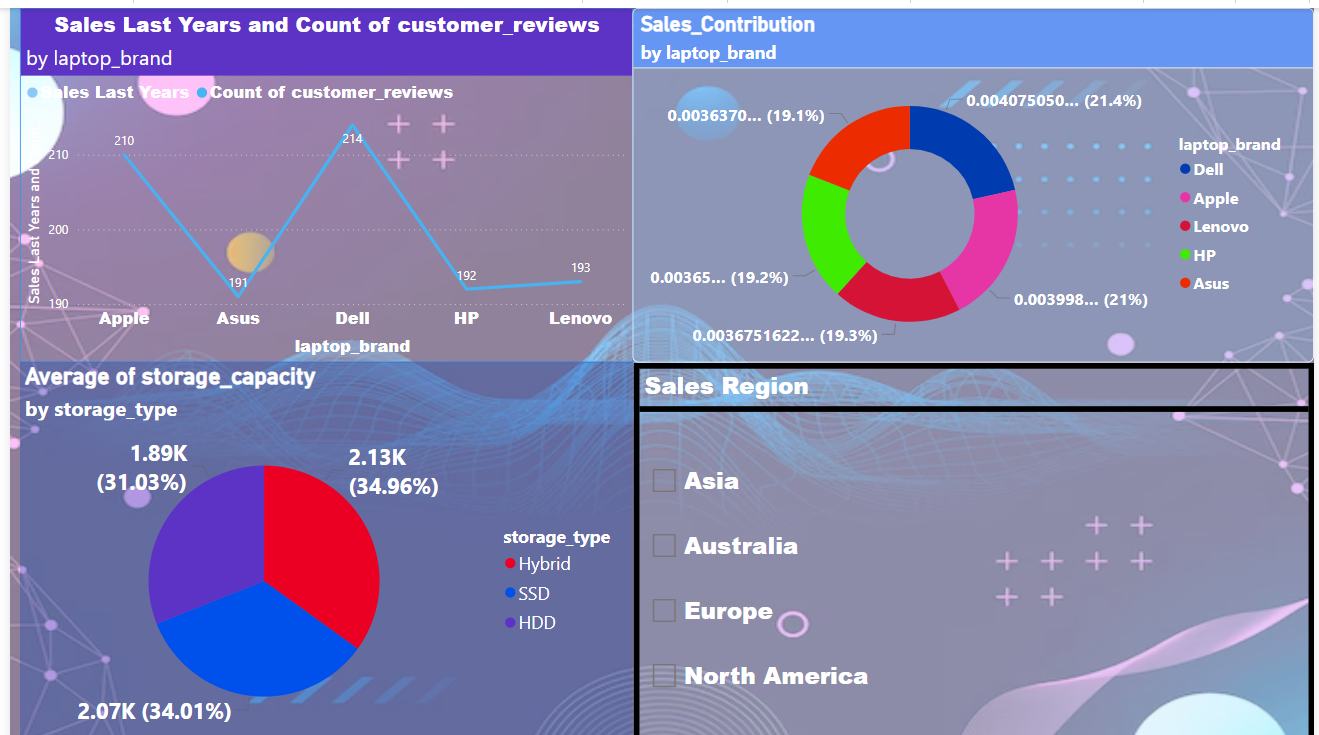 Sales Last Years and Count of customer_reviews
by laptop_brand
Sales Last Years Count of customer_reviews
Sales Last Years and
210
200
190
210
191
214
192
193
Apple Asus Dell HP Lenovo
laptop_brand
Sales_Contribution
by laptop_brand
0.004075050... (21.4%)
0.0036370... (19.1%)
0.00365... (19.2%)
0.003998... (21%)
0.0036751622... (19.3%)
laptop_brand
Dell
Apple
Lenovo
HP
Asus
Average of storage_capacity
by storage_type
1.89K
(31.03%)
2.13K
(34.96%)
2.07K (34.01%)
storage_type
Hybrid
SSD
HDD
Sales Region
Asia
Australia
Europe
North America